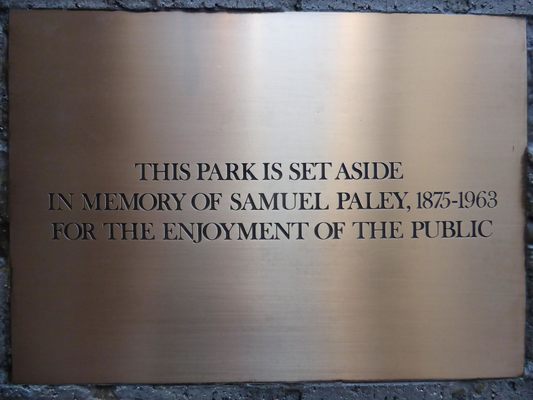 THIS PARK IS SET ASIDE
IN MEMORY OF SAMUEL PALEY, 1875-1963
FOR THE ENJOYMENT OF THE PUBLIC